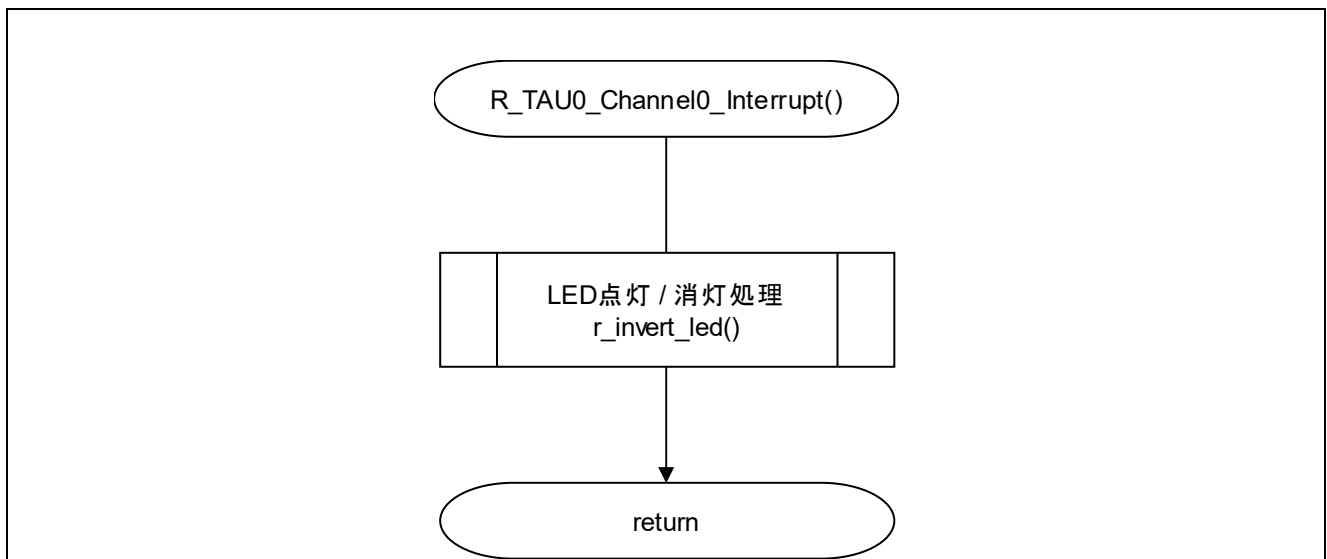 R_TAU0_Channel0_Interrupt()
LED点灯 / 消灯処理
r_invert_led()
return